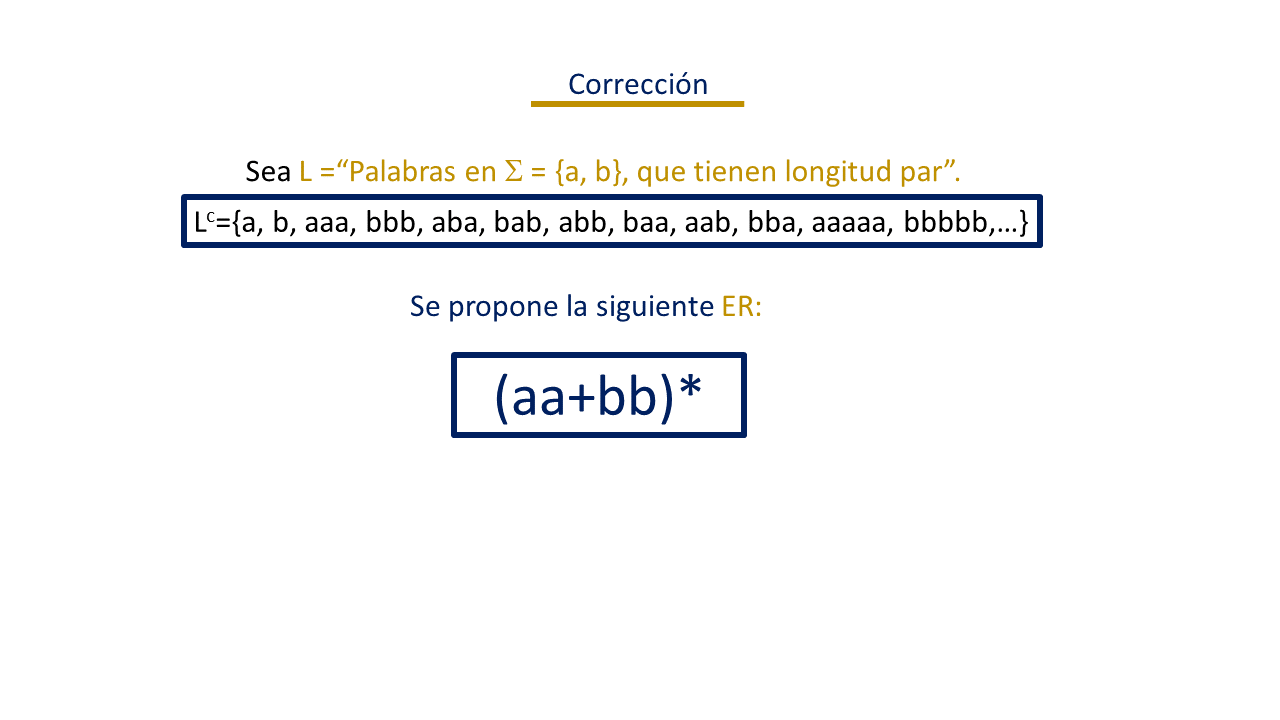 Corrección
Sea L =“Palabras en Σ = {a, b}, que tienen longitud par”.
Lᶜ={a, b, aaa, bbb, aba, bab, abb, baa, aab, bba, aaaaa, bbbbb,...}
Se propone la siguiente ER:
(aa+bb)*